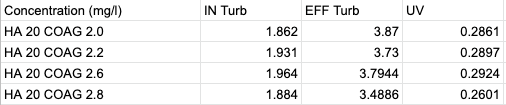 Concentration (mg/l) IN Turb EFF Turb UV
HA 20 COAG 2.0 1.862 3.87 0.2861
HA 20 COAG 2.2 1.931 3.73 0.2897
HA 20 COAG 2.6 1.964 3.7944 0.2924
HA 20 COAG 2.8 1.884 3.4886 0.2601